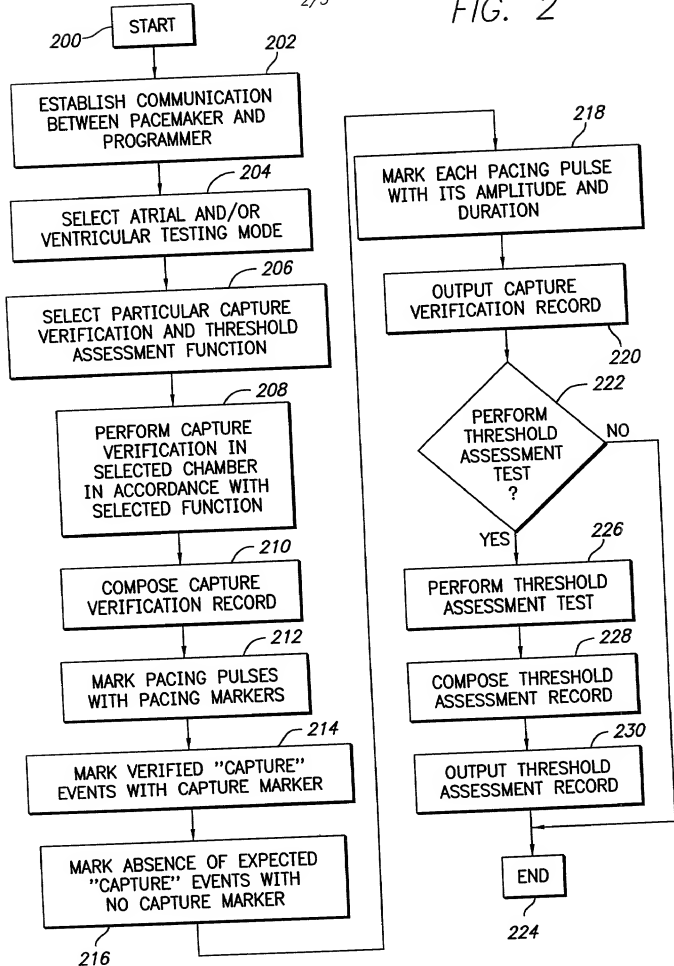 2/5
FIG. 2
200
START
202
ESTABLISH COMMUNICATION
BETWEEN PACEMAKER AND
PROGRAMMER
204
SELECT ATRIAL AND/OR
VENTRICULAR TESTING MODE
206
SELECT PARTICULAR CAPTURE
VERIFICATION AND THRESHOLD
ASSESSMENT FUNCTION
208
PERFORM CAPTURE
VERIFICATION IN
SELECTED CHAMBER
IN ACCORDANCE WITH
SELECTED FUNCTION
210
COMPOSE CAPTURE
VERIFICATION RECORD
212
MARK PACING PULSES
WITH PACING MARKERS
214
MARK VERIFIED "CAPTURE"
EVENTS WITH CAPTURE MARKER
MARK ABSENCE OF EXPECTED
"CAPTURE" EVENTS WITH
NO CAPTURE MARKER
216
218
MARK EACH PACING PULSE
WITH ITS AMPLITUDE AND
DURATION
OUTPUT CAPTURE
VERIFICATION RECORD
220
222
PERFORM
THRESHOLD
ASSESSMENT
TEST
?
NO
YES
226
PERFORM THRESHOLD
ASSESSMENT TEST
228
COMPOSE THRESHOLD
ASSESSMENT RECORD
230
OUTPUT THRESHOLD
ASSESSMENT RECORD
END
224